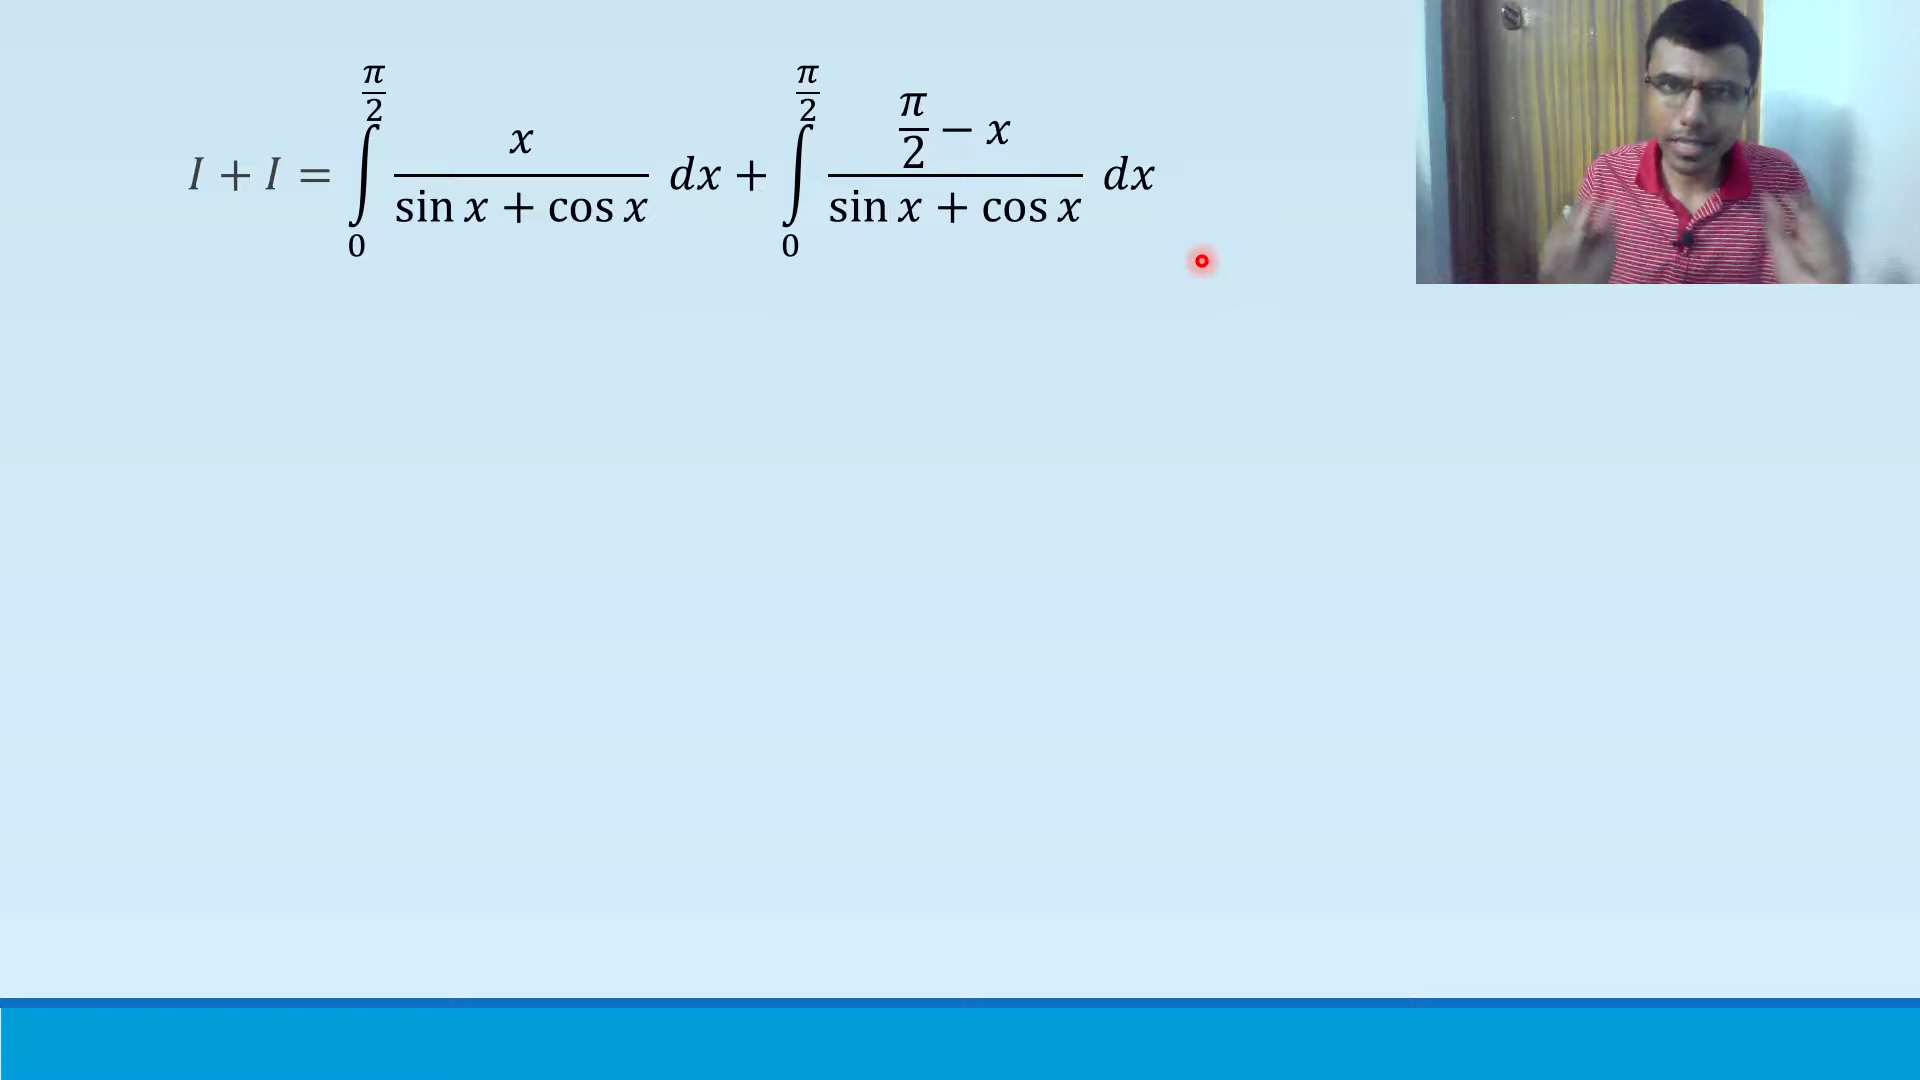 I + I = ∫₀^{π/2} x/(sin x + cos x) dx + ∫₀^{π/2} (π/2 − x)/(sin x + cos x) dx